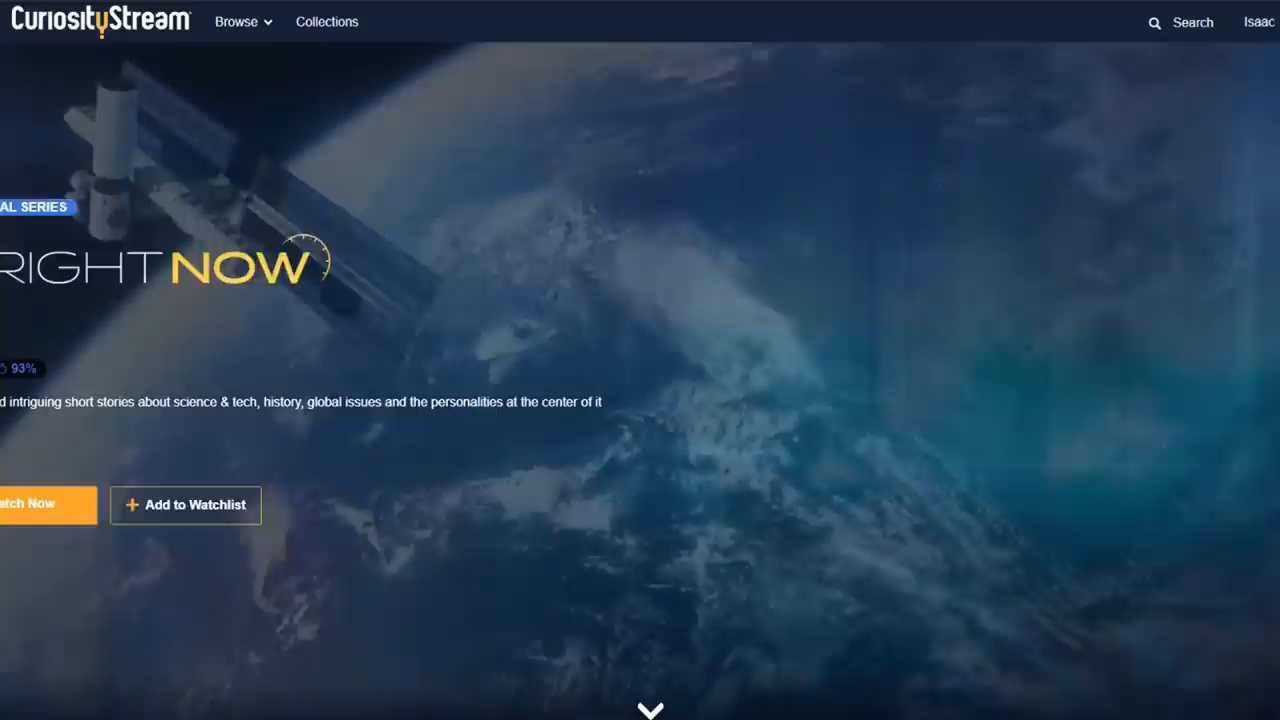 CuriosityStream
Browse
Collections
Search
Isaac
AL SERIES
RIGHT NOW
93%
d intriguing short stories about science & tech, history, global issues and the personalities at the center of it
atch Now
+ Add to Watchlist